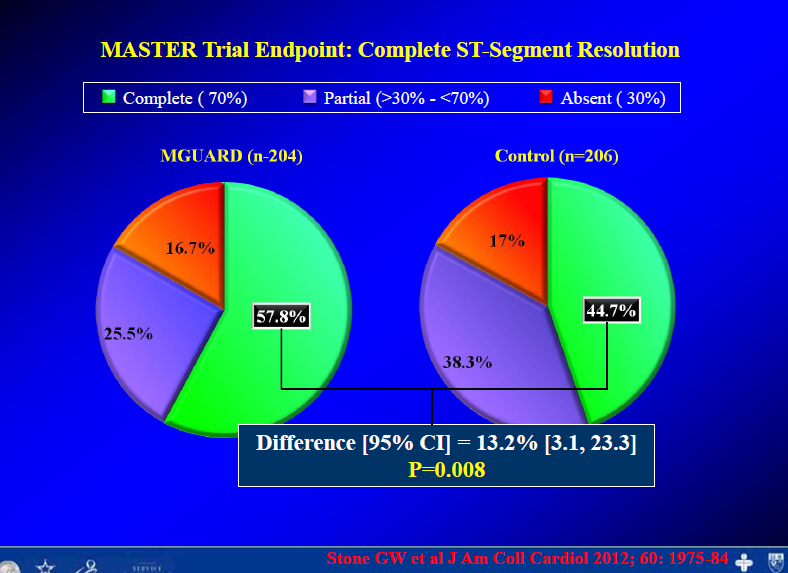 MASTER Trial Endpoint: Complete ST-Segment Resolution
Complete ( 70%) Partial (>30% - <70%) Absent ( 30%)
MGUARD (n-204) Control (n=206)
16.7% 17%
57.8% 44.7%
25.5%
38.3%
Difference [95% CI] = 13.2% [3.1, 23.3]
P=0.008
Stone GW et al J Am Coll Cardiol 2012; 60: 1975-84